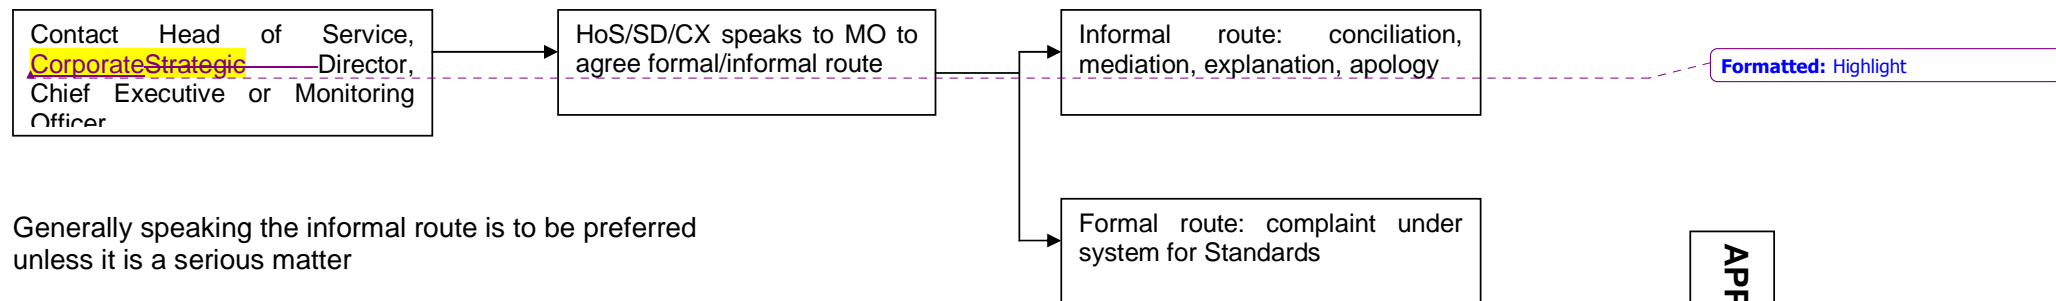 Contact Head of Service,
CorporateStrategic Director,
Chief Executive or Monitoring
Officer
HoS/SD/CX speaks to MO to
agree formal/informal route
Informal route: conciliation,
mediation, explanation, apology
Formatted: Highlight
Generally speaking the informal route is to be preferred
unless it is a serious matter
Formal route: complaint under
system for Standards